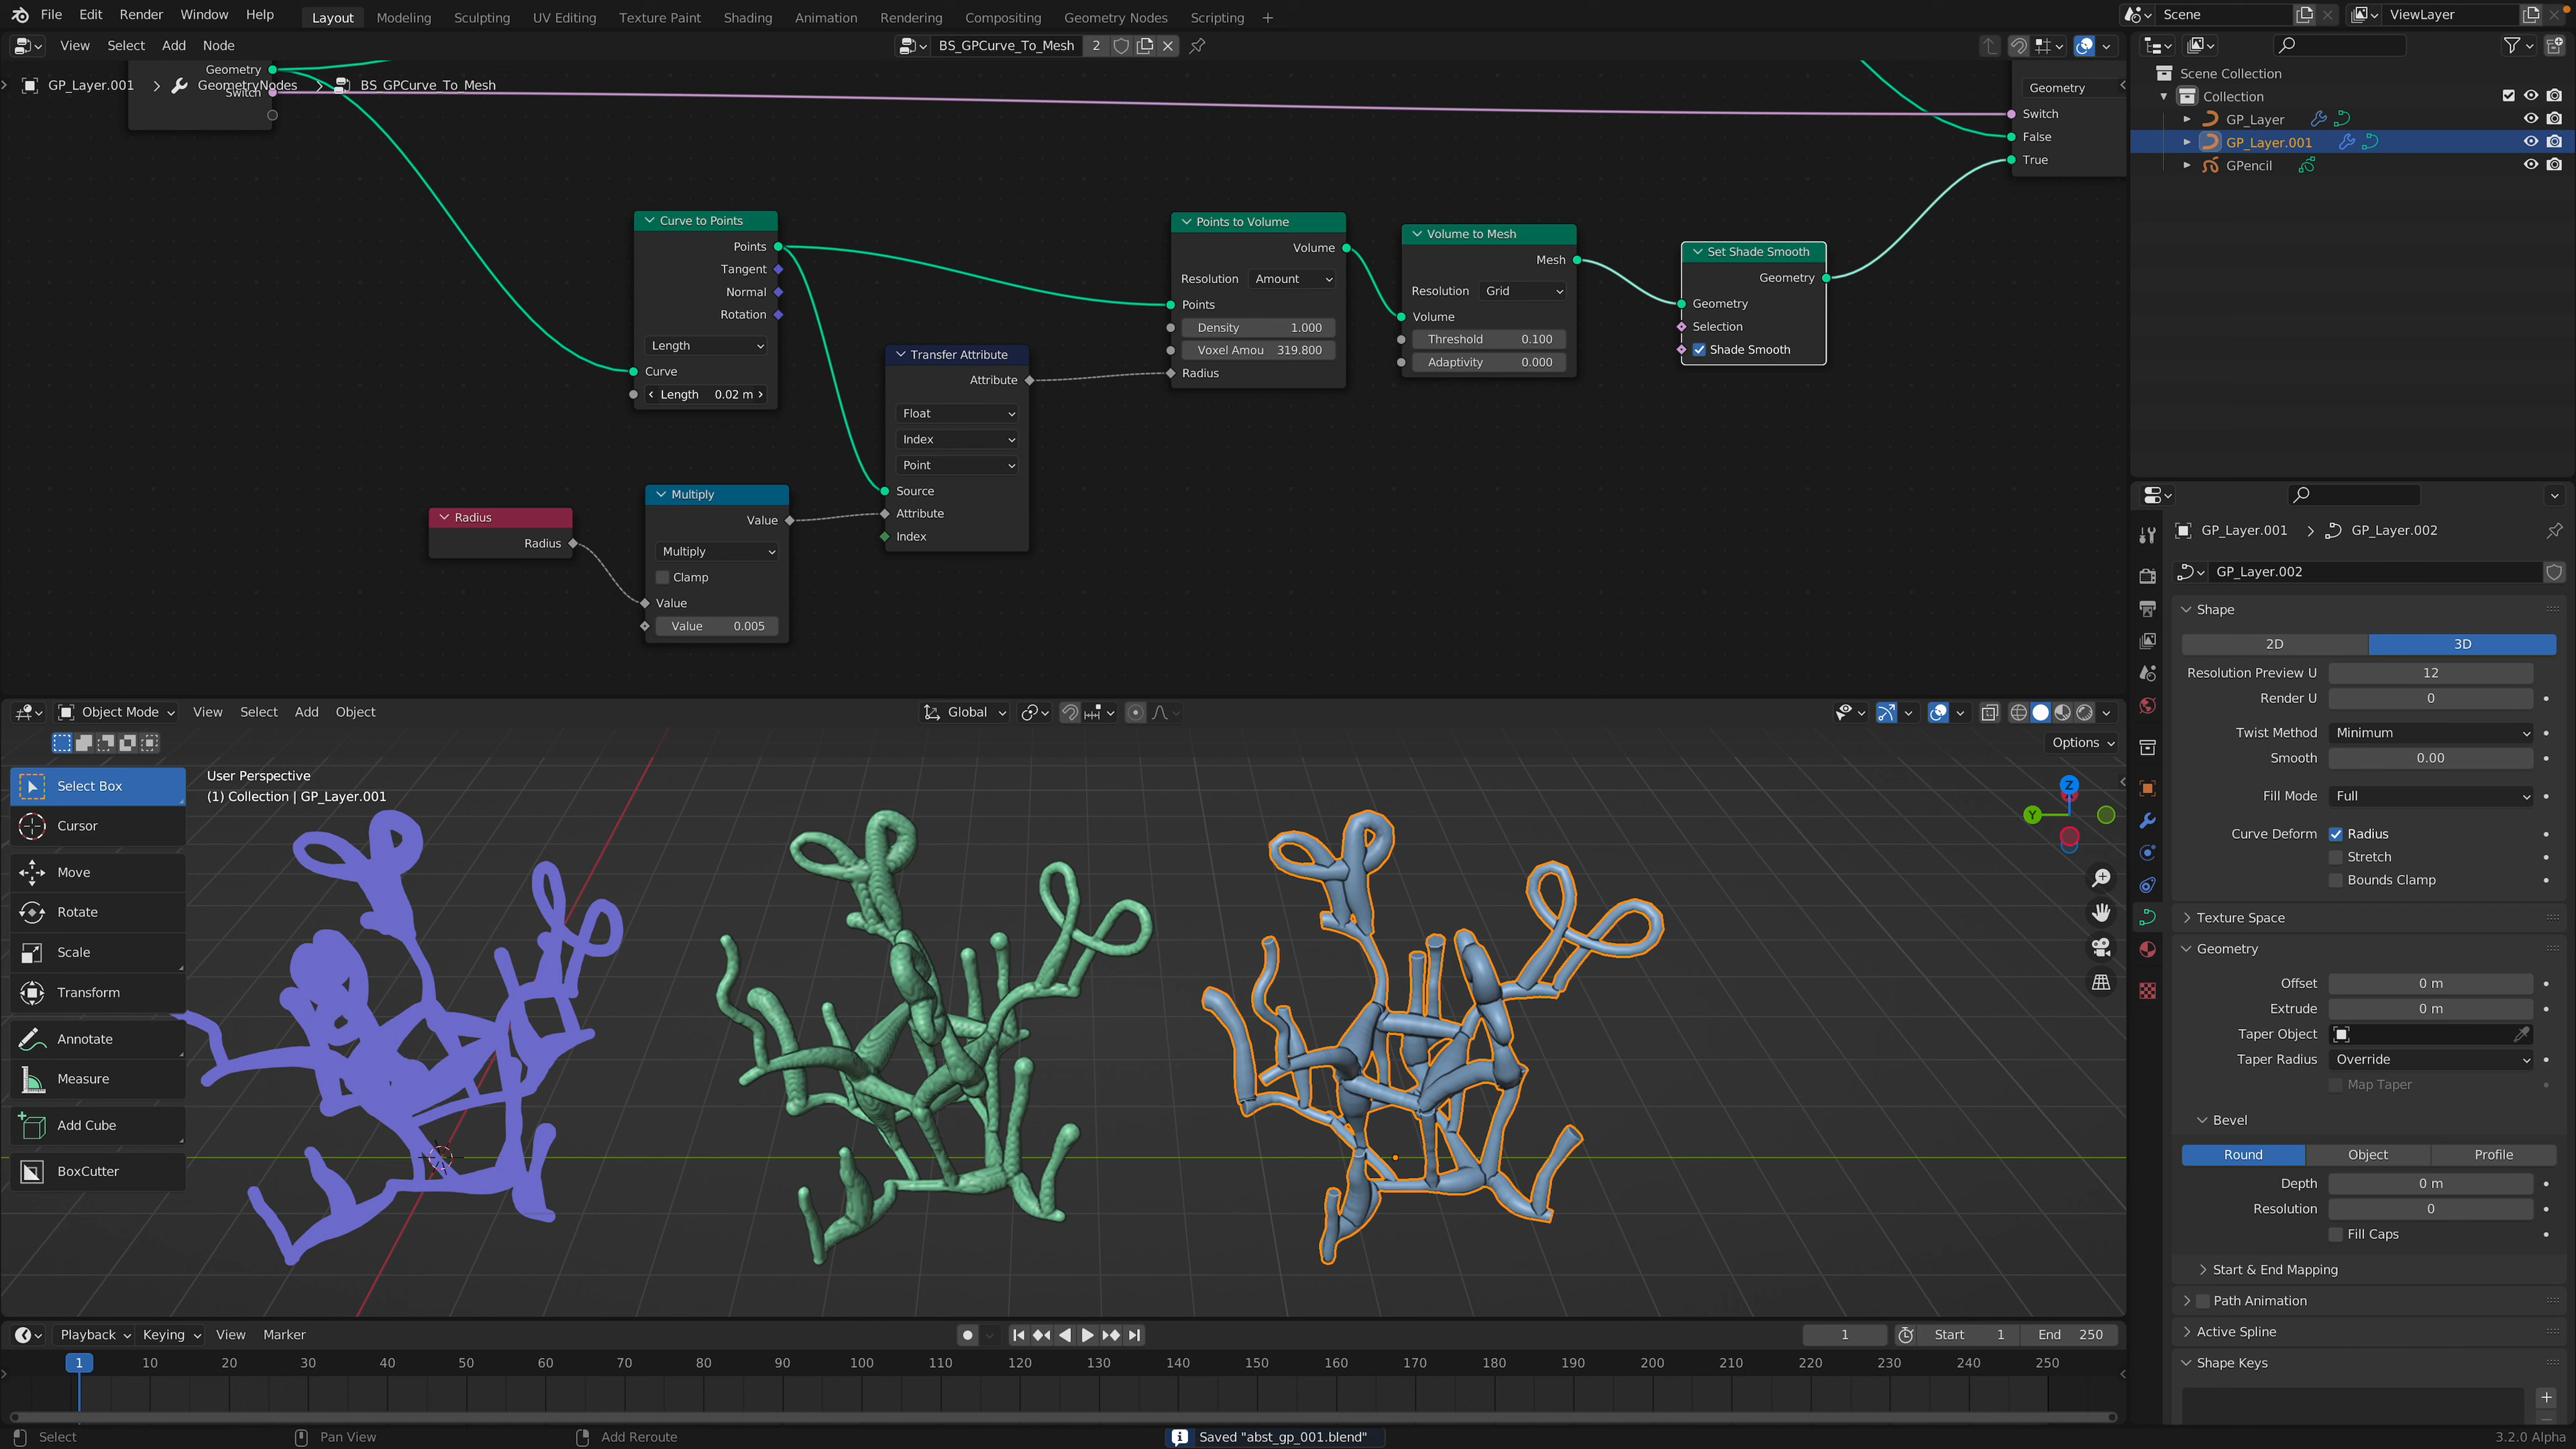 File Edit Render Window Help Layout Modeling Sculpting UV Editing Texture Paint Shading Animation Rendering Compositing Geometry Nodes Scripting + Scene ViewLayer
View Select Add Node BS_GPCurve_To_Mesh 2
GP_Layer.001 > GeometryNodes > BS_GPCurve_To_Mesh
Geometry
Switch
Geometry
Switch
False
True
Curve to Points
Points
Tangent
Normal
Rotation
Length
Curve
Length 0.02 m
Radius
Radius
Multiply
Value
Multiply
Clamp
Value
Value 0.005
Transfer Attribute
Attribute
Float
Index
Point
Source
Attribute
Index
Points to Volume
Volume
Resolution Amount
Points
Density 1.000
Voxel Amou 319.800
Radius
Volume to Mesh
Mesh
Resolution Grid
Volume
Threshold 0.100
Adaptivity 0.000
Set Shade Smooth
Geometry
Geometry
Selection
Shade Smooth
Scene Collection
Collection
GP_Layer
GP_Layer.001
GPencil
GP_Layer.001 > GP_Layer.002
GP_Layer.002
Shape
2D 3D
Resolution Preview U 12
Render U 0
Twist Method Minimum
Smooth 0.00
Fill Mode Full
Curve Deform Radius
Stretch
Bounds Clamp
Texture Space
Geometry
Offset 0 m
Extrude 0 m
Taper Object
Taper Radius Override
Map Taper
Bevel
Round Object Profile
Depth 0 m
Resolution 0
Fill Caps
Start & End Mapping
Path Animation
Active Spline
Shape Keys
Object Mode View Select Add Object Global
Options
User Perspective
(1) Collection | GP_Layer.001
Select Box
Cursor
Move
Rotate
Scale
Transform
Annotate
Measure
Add Cube
BoxCutter
Z
Y
Playback Keying View Marker 1 Start 1 End 250
1 10 20 30 40 50 60 70 80 90 100 110 120 130 140 150 160 170 180 190 200 210 220 230 240 250
Select Pan View Add Reroute Saved "abst_gp_001.blend" 3.2.0 Alpha